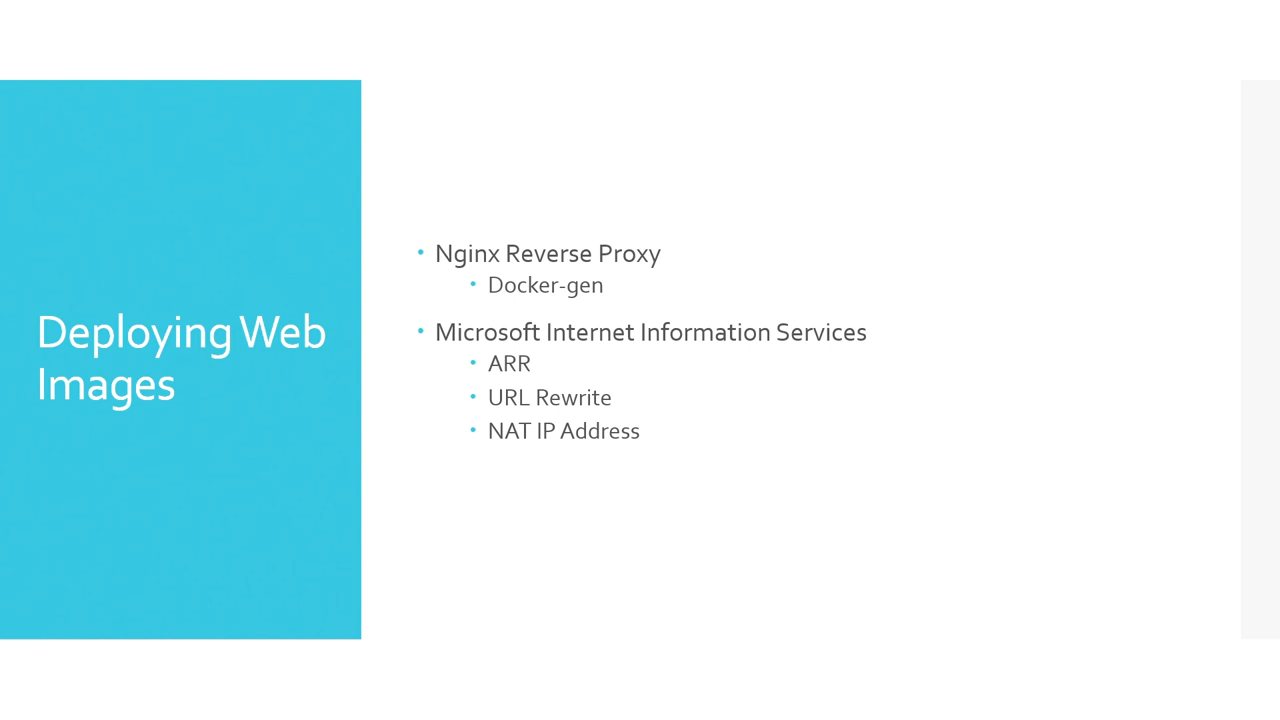 Deploying Web
Images
• Nginx Reverse Proxy
• Docker-gen
• Microsoft Internet Information Services
• ARR
• URL Rewrite
• NAT IP Address